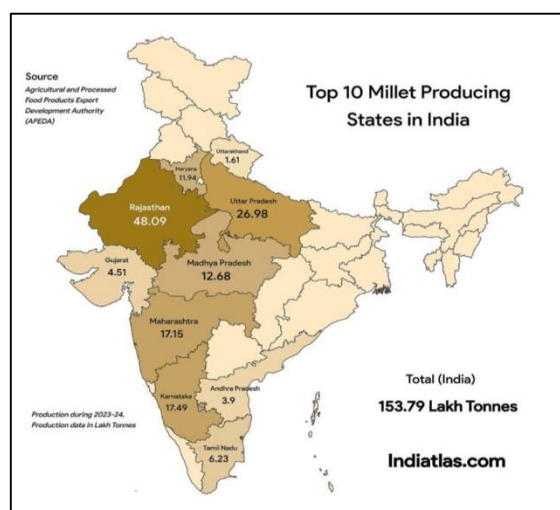 Source
Agricultural and Processed
Food Products Export
Development Authority
(APEDA)
Top 10 Millet Producing
States in India
Uttarakhand
1.61
Haryana
11.94
Rajasthan
48.09
Uttar Pradesh
26.98
Gujarat
4.51
Madhya Pradesh
12.68
Maharashtra
17.15
Karnataka
17.49
Andhra Pradesh
3.9
Tamil Nadu
6.23
Total (India)
153.79 Lakh Tonnes
Production during 2023-24,
Production data in Lakh Tonnes
Indiatlas.com